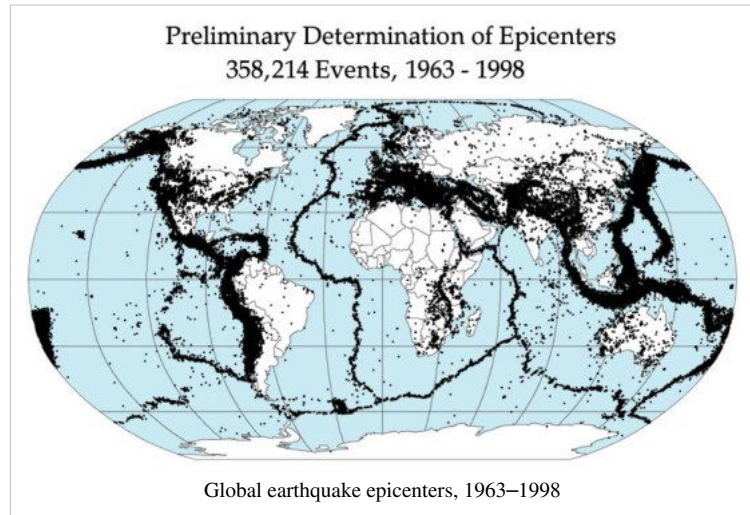 Preliminary Determination of Epicenters
358,214 Events, 1963 - 1998
Global earthquake epicenters, 1963–1998